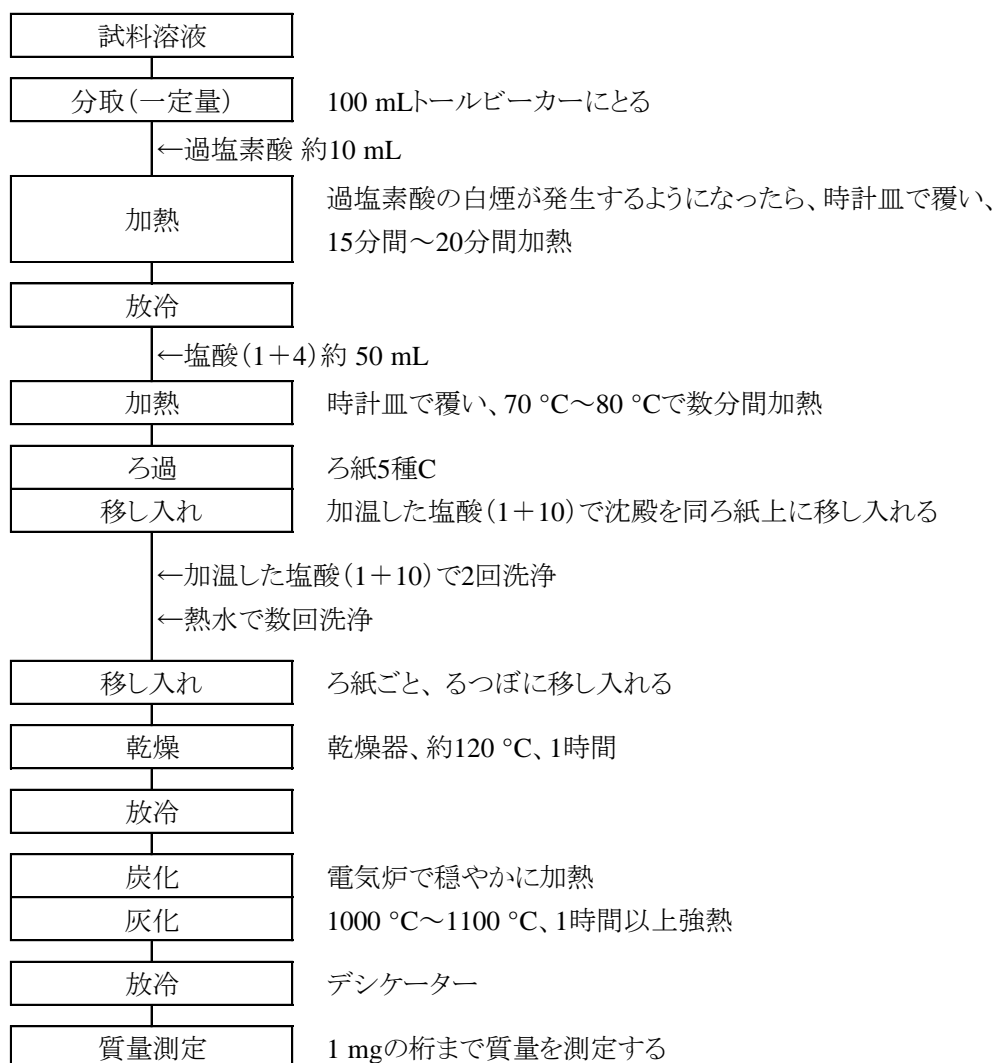 試料溶液
分取(一定量) 100 mLトールビーカーにとる
←過塩素酸 約10 mL
加熱 過塩素酸の白煙が発生するようになったら、時計皿で覆い、
15分間～20分間加熱
放冷
←塩酸(1＋4)約 50 mL
加熱 時計皿で覆い、70 °C～80 °Cで数分間加熱
ろ過 ろ紙5種C
移し入れ 加温した塩酸(1＋10)で沈殿を同ろ紙上に移し入れる
←加温した塩酸(1＋10)で2回洗浄
←熱水で数回洗浄
移し入れ ろ紙ごと、るつぼに移し入れる
乾燥 乾燥器、約120 °C、1時間
放冷
炭化 電気炉で穏やかに加熱
灰化 1000 °C～1100 °C、1時間以上強熱
放冷 デシケーター
質量測定 1 mgの桁まで質量を測定する